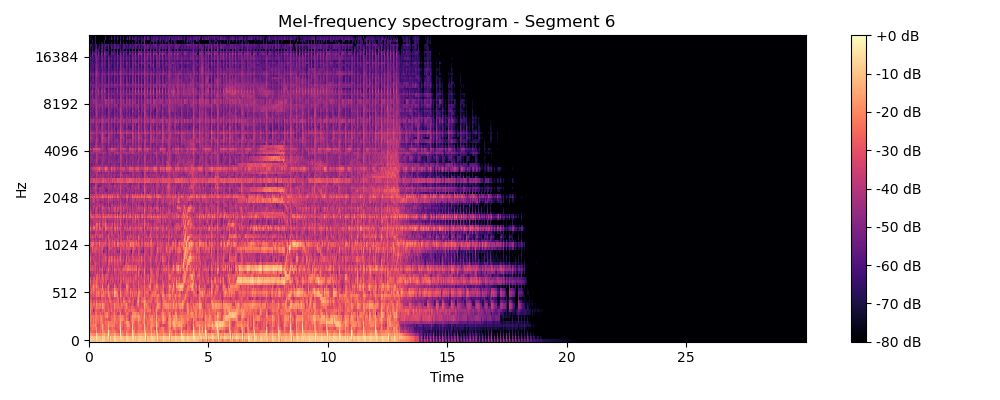 Mel-frequency spectrogram - Segment 6
Hz
16384
8192
4096
2048
1024
512
0
0 5 10 15 20 25
Time
+0 dB
-10 dB
-20 dB
-30 dB
-40 dB
-50 dB
-60 dB
-70 dB
-80 dB